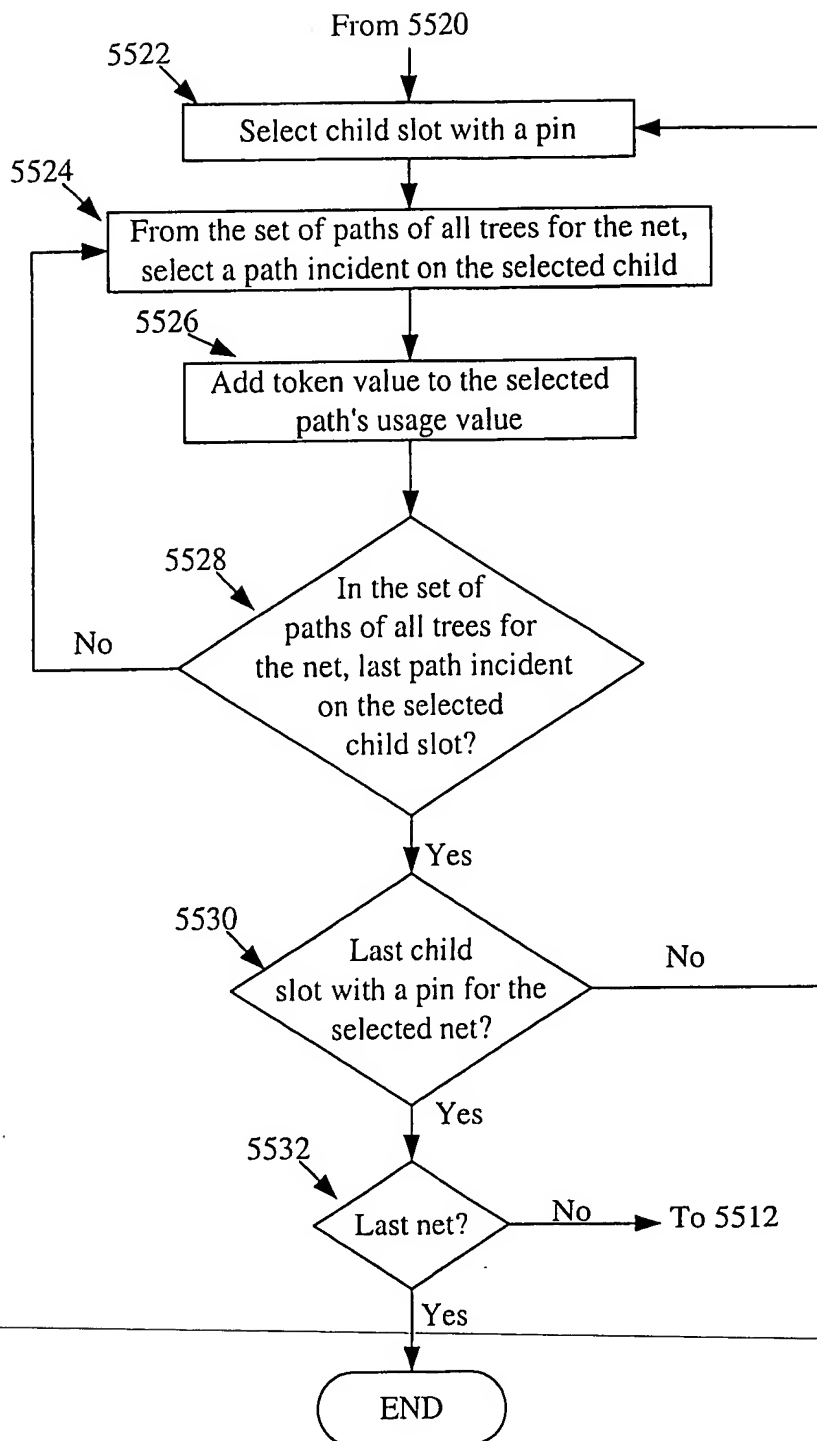 From 5520
5522
Select child slot with a pin
5524
From the set of paths of all trees for the net,
select a path incident on the selected child
5526
Add token value to the selected
path's usage value
5528
In the set of
paths of all trees for
the net, last path incident
on the selected
child slot?
No
Yes
5530
Last child
slot with a pin for the
selected net?
No
Yes
5532
Last net?
No
To 5512
Yes
END